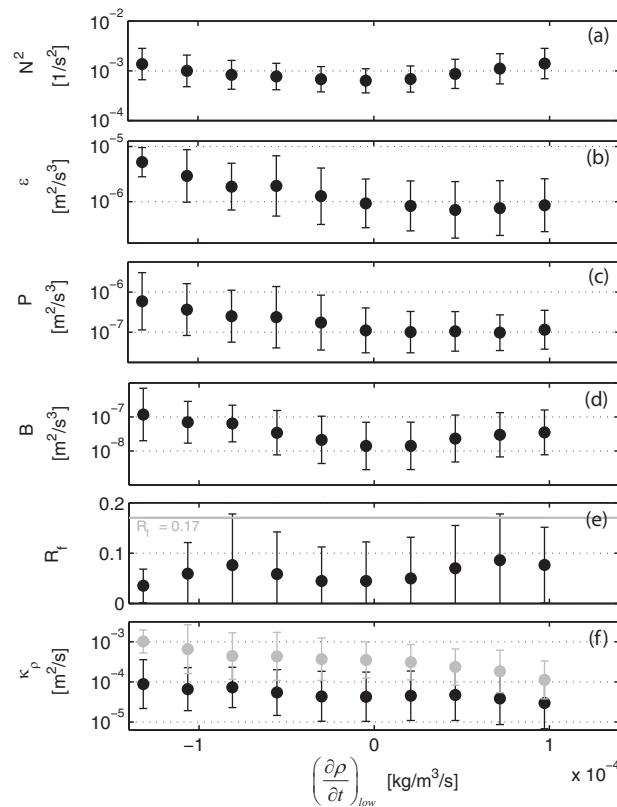 10⁻²
(a)
N²
[1/s²]
10⁻³
10⁻⁴
10⁻⁵
(b)
ε
[m²/s³]
10⁻⁶
(c)
P
[m²/s³]
10⁻⁶
10⁻⁷
(d)
B
[m²/s³]
10⁻⁷
10⁻⁸
0.2
(e)
R_f
R_f = 0.17
0.1
0
(f)
κ_ρ
[m²/s]
10⁻³
10⁻⁴
10⁻⁵
−1 0 1
(∂ρ/∂t)_low [kg/m³/s] x 10⁻⁴